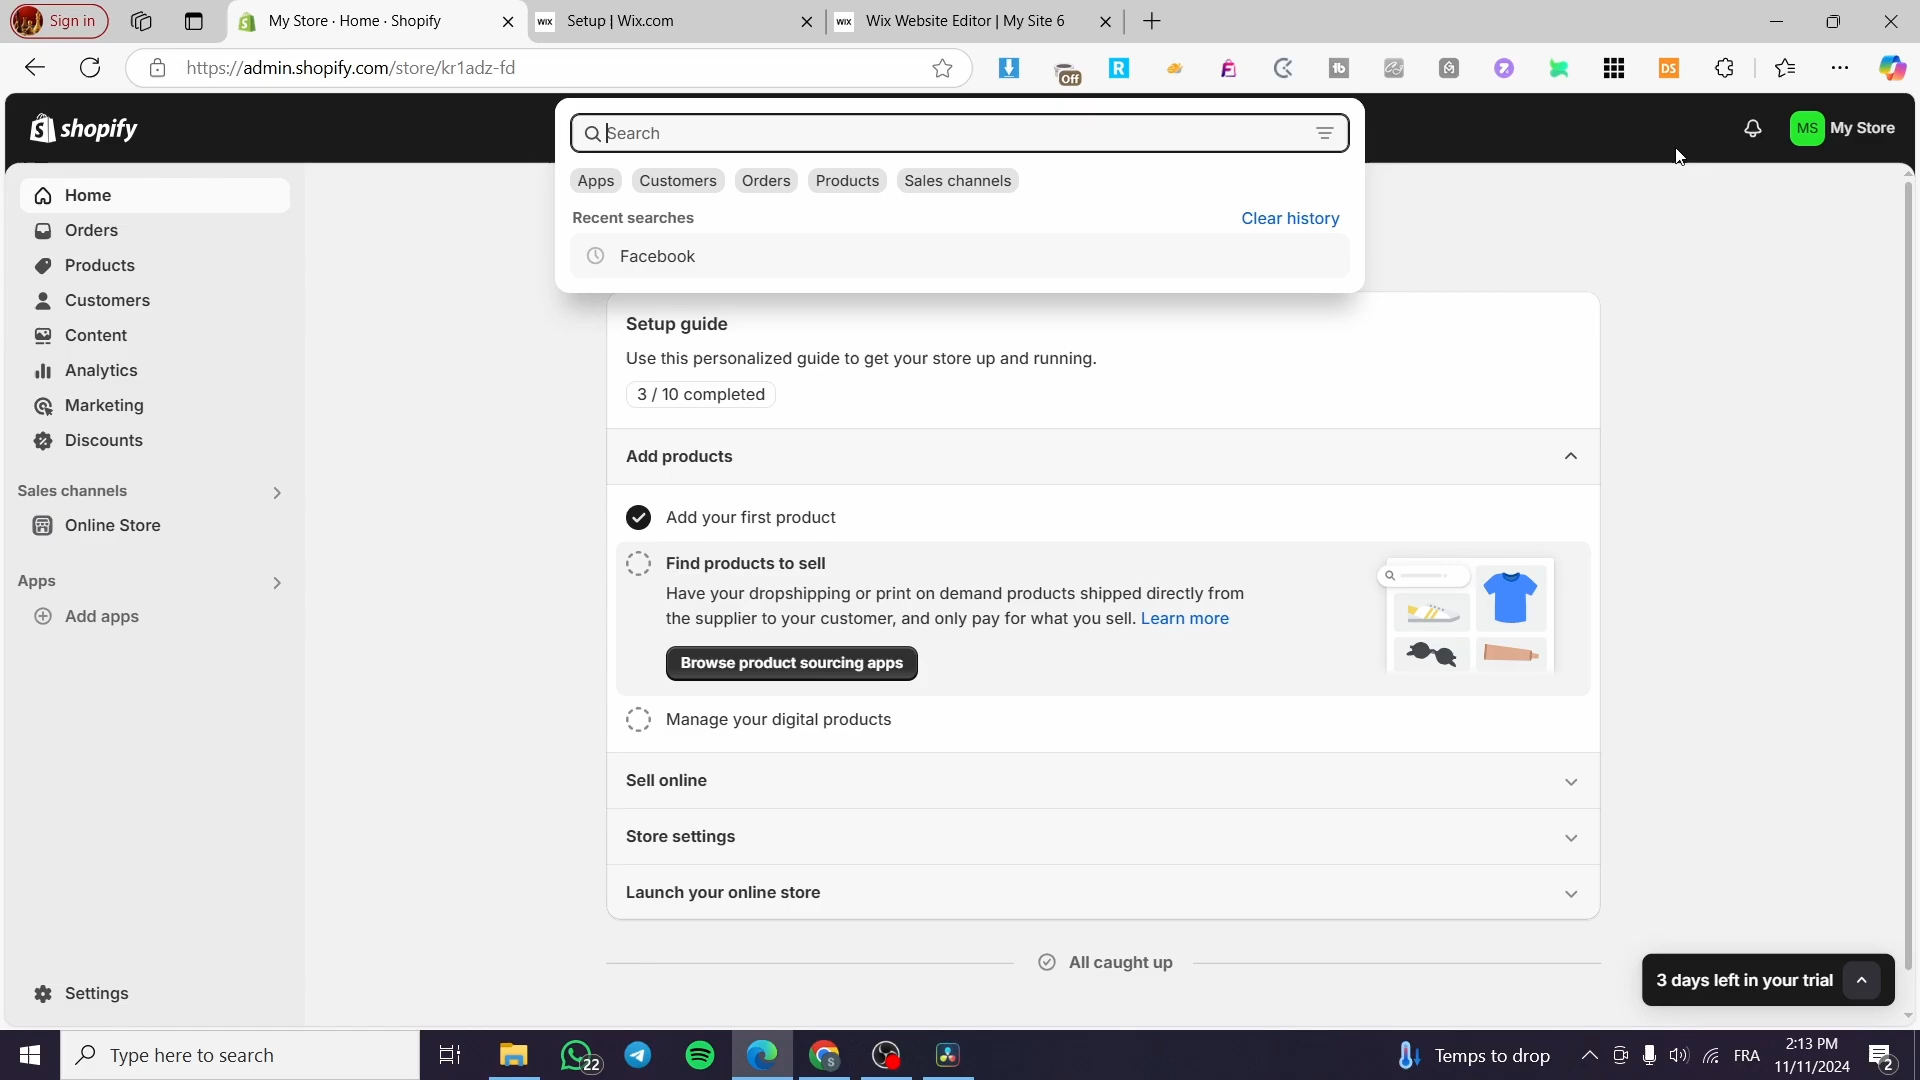 Sign in
My Store · Home · Shopify
WiX
Setup | Wix.com
WiX
Wix Website Editor | My Site 6
https://admin.shopify.com/store/kr1adz-fd
Off
R
tb
DS
shopify
Search
MS
My Store
Apps
Customers
Orders
Products
Sales channels
Recent searches
Clear history
Facebook
Home
Orders
Products
Customers
Content
Analytics
Marketing
Discounts
Sales channels
Online Store
Apps
Add apps
Settings
Setup guide
Use this personalized guide to get your store up and running.
3 / 10 completed
Add products
Add your first product
Find products to sell
Have your dropshipping or print on demand products shipped directly from
the supplier to your customer, and only pay for what you sell. Learn more
Browse product sourcing apps
Manage your digital products
Sell online
Store settings
Launch your online store
All caught up
3 days left in your trial
Type here to search
22
S
Temps to drop
FRA
2:13 PM
11/11/2024
2